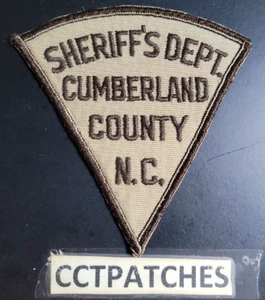 SHERIFF'S DEPT.
CUMBERLAND
COUNTY
N.C.
CCTPATCHES